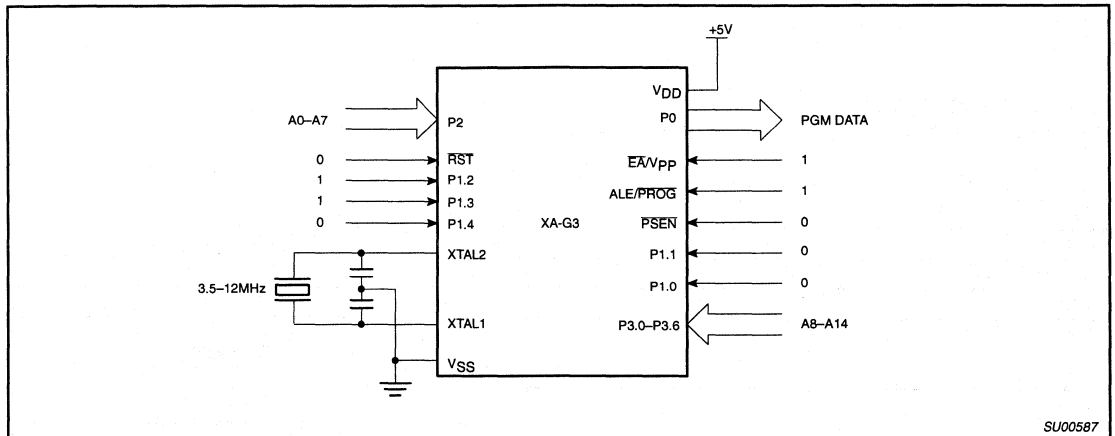 +5V
VDD
A0–A7
P2
P0
PGM DATA
0
RST
EA/VPP
1
1
P1.2
ALE/PROG
1
1
P1.3
0
P1.4
XA-G3
PSEN
0
XTAL2
P1.1
0
3.5–12MHz
P1.0
0
XTAL1
P3.0–P3.6
A8–A14
VSS
SU00587